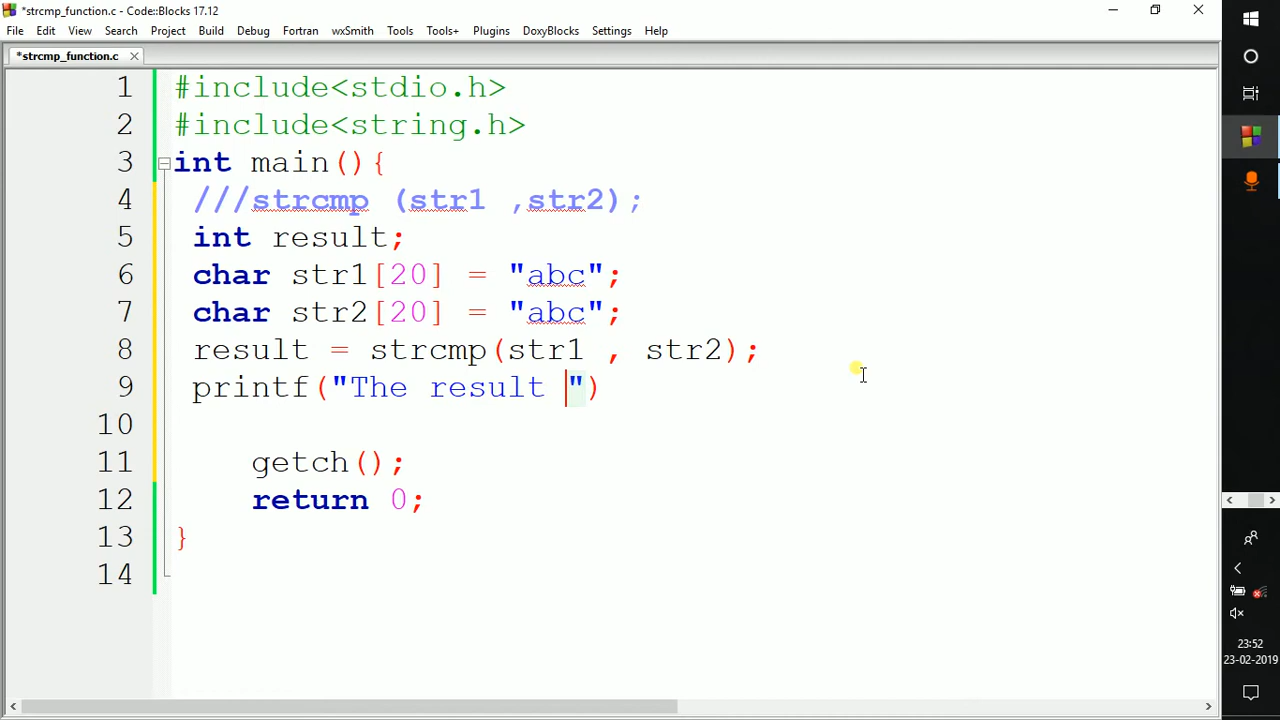 *strcmp_function.c - Code::Blocks 17.12
File Edit View Search Project Build Debug Fortran wxSmith Tools Tools+ Plugins DoxyBlocks Settings Help
*strcmp_function.c
1 #include<stdio.h>
2 #include<string.h>
3 int main(){
4 ///strcmp (str1 ,str2);
5 int result;
6 char str1[20] = "abc";
7 char str2[20] = "abc";
8 result = strcmp(str1 , str2);
9 printf("The result ")
10
11 getch();
12 return 0;
13 }
14
23:52
23-02-2019